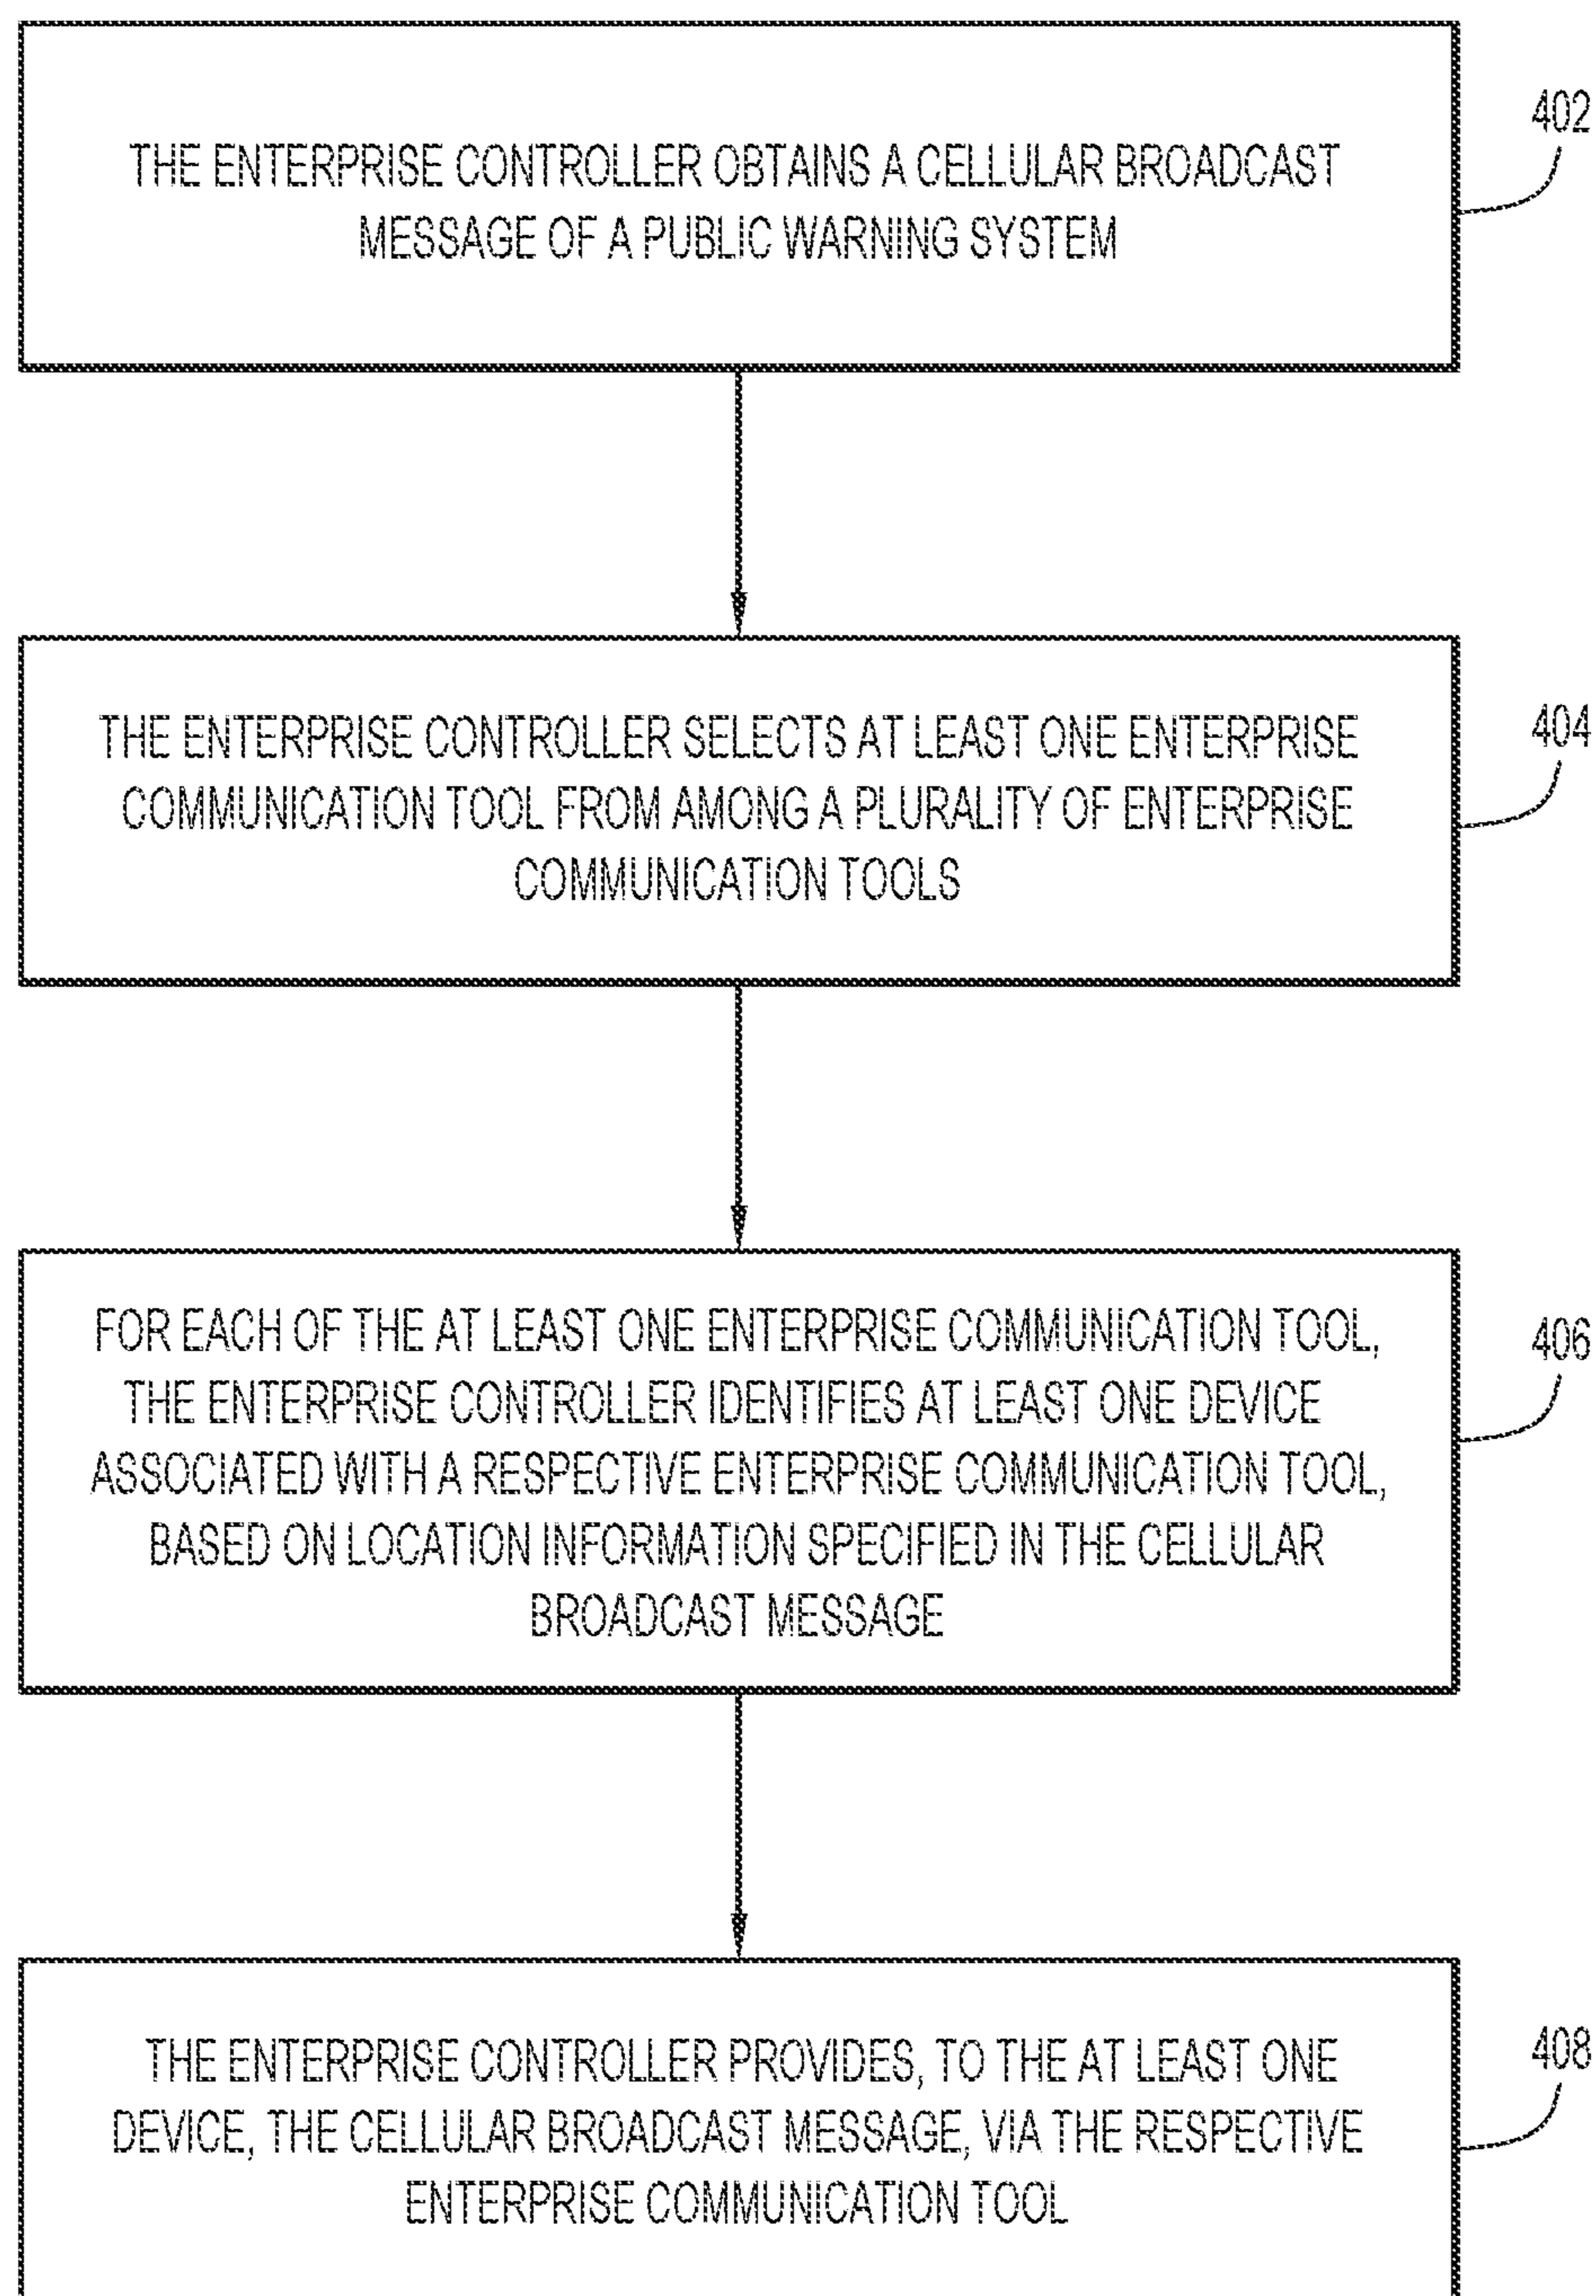 THE ENTERPRISE CONTROLLER OBTAINS A CELLULAR BROADCAST
MESSAGE OF A PUBLIC WARNING SYSTEM
402
THE ENTERPRISE CONTROLLER SELECTS AT LEAST ONE ENTERPRISE
COMMUNICATION TOOL FROM AMONG A PLURALITY OF ENTERPRISE
COMMUNICATION TOOLS
404
FOR EACH OF THE AT LEAST ONE ENTERPRISE COMMUNICATION TOOL,
THE ENTERPRISE CONTROLLER IDENTIFIES AT LEAST ONE DEVICE
ASSOCIATED WITH A RESPECTIVE ENTERPRISE COMMUNICATION TOOL,
BASED ON LOCATION INFORMATION SPECIFIED IN THE CELLULAR
BROADCAST MESSAGE
406
THE ENTERPRISE CONTROLLER PROVIDES, TO THE AT LEAST ONE
DEVICE, THE CELLULAR BROADCAST MESSAGE, VIA THE RESPECTIVE
ENTERPRISE COMMUNICATION TOOL
408